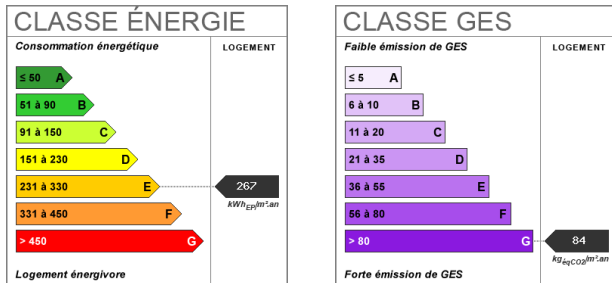 CLASSE ÉNERGIE
Consommation énergétique
LOGEMENT
≤ 50 A
51 à 90 B
91 à 150 C
151 à 230 D
231 à 330 E
267
kWhEP/m².an
331 à 450 F
> 450 G
Logement énergivore
CLASSE GES
Faible émission de GES
LOGEMENT
≤ 5 A
6 à 10 B
11 à 20 C
21 à 35 D
36 à 55 E
56 à 80 F
> 80 G
84
kgéqCO2/m².an
Forte émission de GES